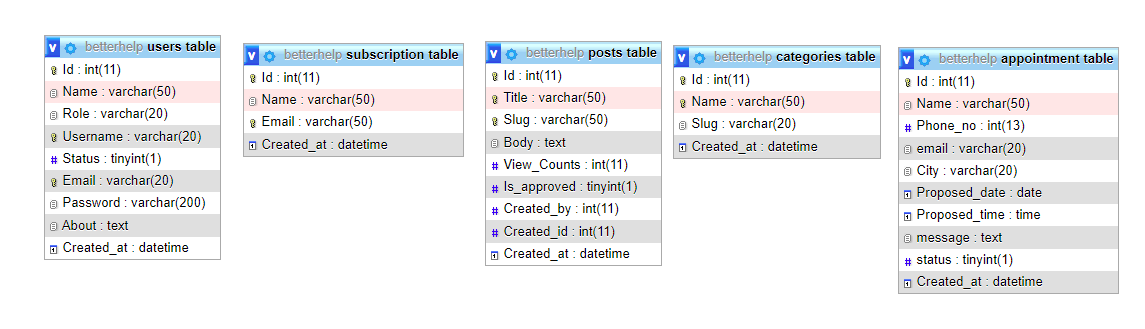 betterhelp users table
Id : int(11)
Name : varchar(50)
Role : varchar(20)
Username : varchar(20)
Status : tinyint(1)
Email : varchar(20)
Password : varchar(200)
About : text
Created_at : datetime
betterhelp subscription table
Id : int(11)
Name : varchar(50)
Email : varchar(50)
Created_at : datetime
betterhelp posts table
Id : int(11)
Title : varchar(50)
Slug : varchar(50)
Body : text
View_Counts : int(11)
Is_approved : tinyint(1)
Created_by : int(11)
Created_id : int(11)
Created_at : datetime
betterhelp categories table
Id : int(11)
Name : varchar(50)
Slug : varchar(20)
Created_at : datetime
betterhelp appointment table
Id : int(11)
Name : varchar(50)
Phone_no : int(13)
email : varchar(20)
City : varchar(20)
Proposed_date : date
Proposed_time : time
message : text
status : tinyint(1)
Created_at : datetime